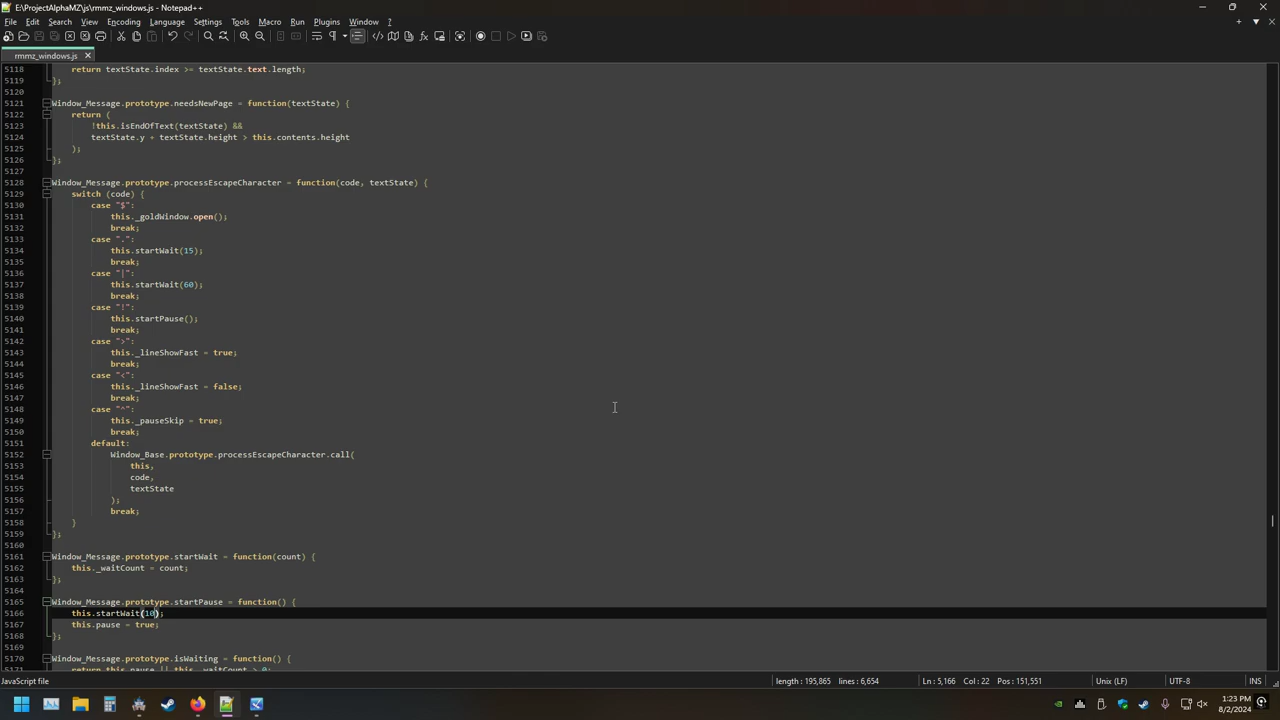 E:\ProjectAlphaMZ\js\rmmz_windows.js - Notepad++
File Edit Search View Encoding Language Settings Tools Macro Run Plugins Window ?
rmmz_windows.js
5118 return textState.index >= textState.text.length;
5119 };
5120
5121 Window_Message.prototype.needsNewPage = function(textState) {
5122 return (
5123 !this.isEndOfText(textState) &&
5124 textState.y + textState.height > this.contents.height
5125 );
5126 };
5127
5128 Window_Message.prototype.processEscapeCharacter = function(code, textState) {
5129 switch (code) {
5130 case "$":
5131 this._goldWindow.open();
5132 break;
5133 case ".":
5134 this.startWait(15);
5135 break;
5136 case "|":
5137 this.startWait(60);
5138 break;
5139 case "!":
5140 this.startPause();
5141 break;
5142 case ">":
5143 this._lineShowFast = true;
5144 break;
5145 case "<":
5146 this._lineShowFast = false;
5147 break;
5148 case "^":
5149 this._pauseSkip = true;
5150 break;
5151 default:
5152 Window_Base.prototype.processEscapeCharacter.call(
5153 this,
5154 code,
5155 textState
5156 );
5157 break;
5158 }
5159 };
5160
5161 Window_Message.prototype.startWait = function(count) {
5162 this._waitCount = count;
5163 };
5164
5165 Window_Message.prototype.startPause = function() {
5166 this.startWait(10);
5167 this.pause = true;
5168 };
5169
5170 Window_Message.prototype.isWaiting = function() {
5171 return this.pause || this._waitCount > 0;
JavaScript file length : 195,865 lines : 6,654 Ln : 5,166 Col : 22 Pos : 151,551 Unix (LF) UTF-8 INS
1:23 PM
8/2/2024